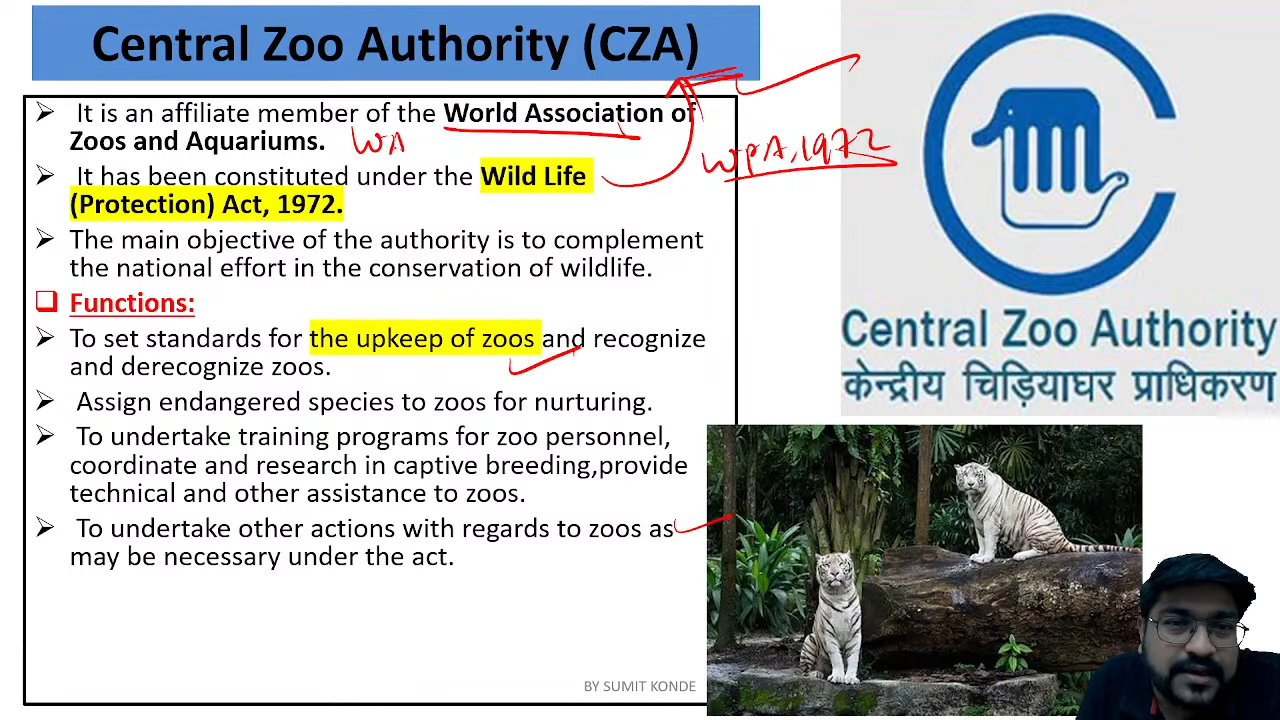 Central Zoo Authority (CZA)
It is an affiliate member of the World Association of
Zoos and Aquariums.
WA
It has been constituted under the Wild Life
(Protection) Act, 1972.
WPA, 1972
The main objective of the authority is to complement
the national effort in the conservation of wildlife.
Functions:
To set standards for the upkeep of zoos and recognize
and derecognize zoos.
Assign endangered species to zoos for nurturing.
To undertake training programs for zoo personnel,
coordinate and research in captive breeding,provide
technical and other assistance to zoos.
To undertake other actions with regards to zoos as
may be necessary under the act.
BY SUMIT KONDE
Central Zoo Authority
केन्द्रीय चिड़ियाघर प्राधिकरण